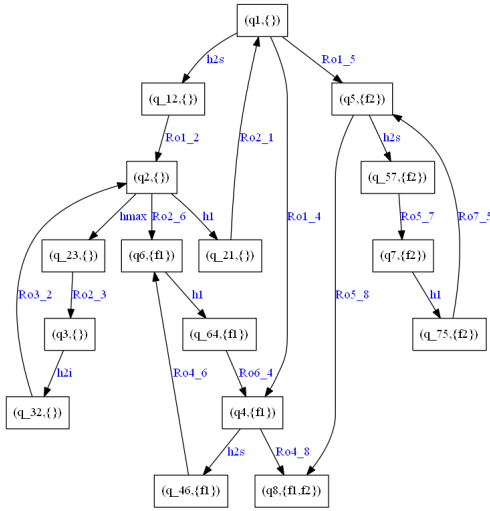 (q1,{})
h2s
Ro1_5
(q_12,{})
(q5,{f2})
Ro1_2
Ro2_1
h2s
(q2,{})
(q_57,{f2})
hmax
Ro2_6
h1
Ro1_4
Ro5_7
Ro7_5
(q_23,{})
(q6,{f1})
(q_21,{})
(q7,{f2})
Ro3_2
Ro2_3
h1
Ro5_8
h1
(q3,{})
(q_64,{f1})
(q_75,{f2})
h2i
Ro4_6
Ro6_4
(q_32,{})
(q4,{f1})
h2s
Ro4_8
(q_46,{f1})
(q8,{f1,f2})